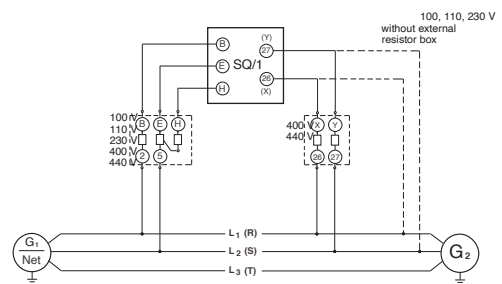 100, 110, 230 V
without external
resistor box
(Y)
B
27
E
SQ/1
26
H
(X)
100 V
110 V
230 V
400 V
440 V
B
E
H
2
5
400 V
440 V
X
Y
26
27
L1 (R)
G1
Net
L2 (S)
G2
L3 (T)